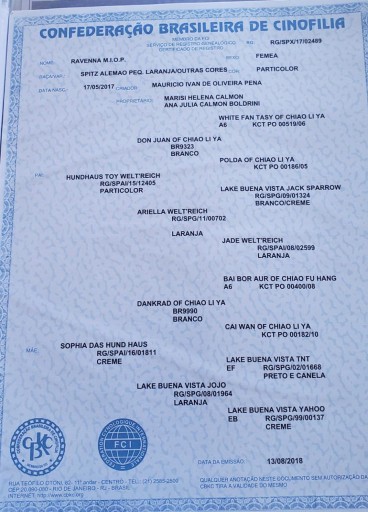 CONFEDERAÇÃO BRASILEIRA DE CINOFILIA
MEMBRO DA FCI
SERVIÇO DE REGISTRO GENEALÓGICO
CERTIFICADO DE REGISTRO
RG RG/SPX/17/02489
NOME: RAVENNA M.I.O.P. SEXO: FEMEA
RAÇA/VAR.: SPITZ ALEMAO PEQ. LARANJA/OUTRAS CORES COR: PARTICOLOR
DATA NASC.: 17/05/2017 CRIADOR: MAURICIO IVAN DE OLIVEIRA PENA
PROPRIETÁRIO: MARISI HELENA CALMON
ANA JULIA CALMON BOLDRINI
WHITE FAN TASY OF CHIAO LI YA
A6 KCT PO 00519/06
DON JUAN OF CHIAO LI YA
BR9323
BRANCO
POLDA OF CHIAO LI YA
KCT PO 00186/05
PAI: HUNDHAUS TOY WELT'REICH
RG/SPAI/15/12405
PARTICOLOR
LAKE BUENA VISTA JACK SPARROW
RG/SPG/09/01324
BRANCO/CREME
ARIELLA WELT'REICH
RG/SPG/11/00702
LARANJA
JADE WELT'REICH
RG/SPAI/08/02599
LARANJA
BAI BOR AUR OF CHIAO FU HANG
A6 KCT PO 00400/08
DANKRAD OF CHIAO LI YA
BR9990
BRANCO
CAI WAN OF CHIAO LI YA
KCT PO 00182/10
MÃE: SOPHIA DAS HUND HAUS
RG/SPAI/16/01811
CREME
LAKE BUENA VISTA TNT
EF RG/SPG/02/01668
PRETO E CANELA
LAKE BUENA VISTA JOJO
RG/SPG/08/01964
LARANJA
LAKE BUENA VISTA YAHOO
EB RG/SPG/99/00137
CREME
CBKC
FCI
DATA DA EMISSÃO: 13/08/2018
RUA TEÓFILO OTONI, 63 - 11º andar - CENTRO - TEL.: (21)
CEP 20.090-080 - RIO DE JANEIRO - RJ - BRASIL
INTERNET: http://www.cbkc.org
QUALQUER ANOTAÇÃO NESTE DOCUMENTO SEM AUTORIZAÇÃO DA
CBKC TIRA A VALIDADE DO MESMO